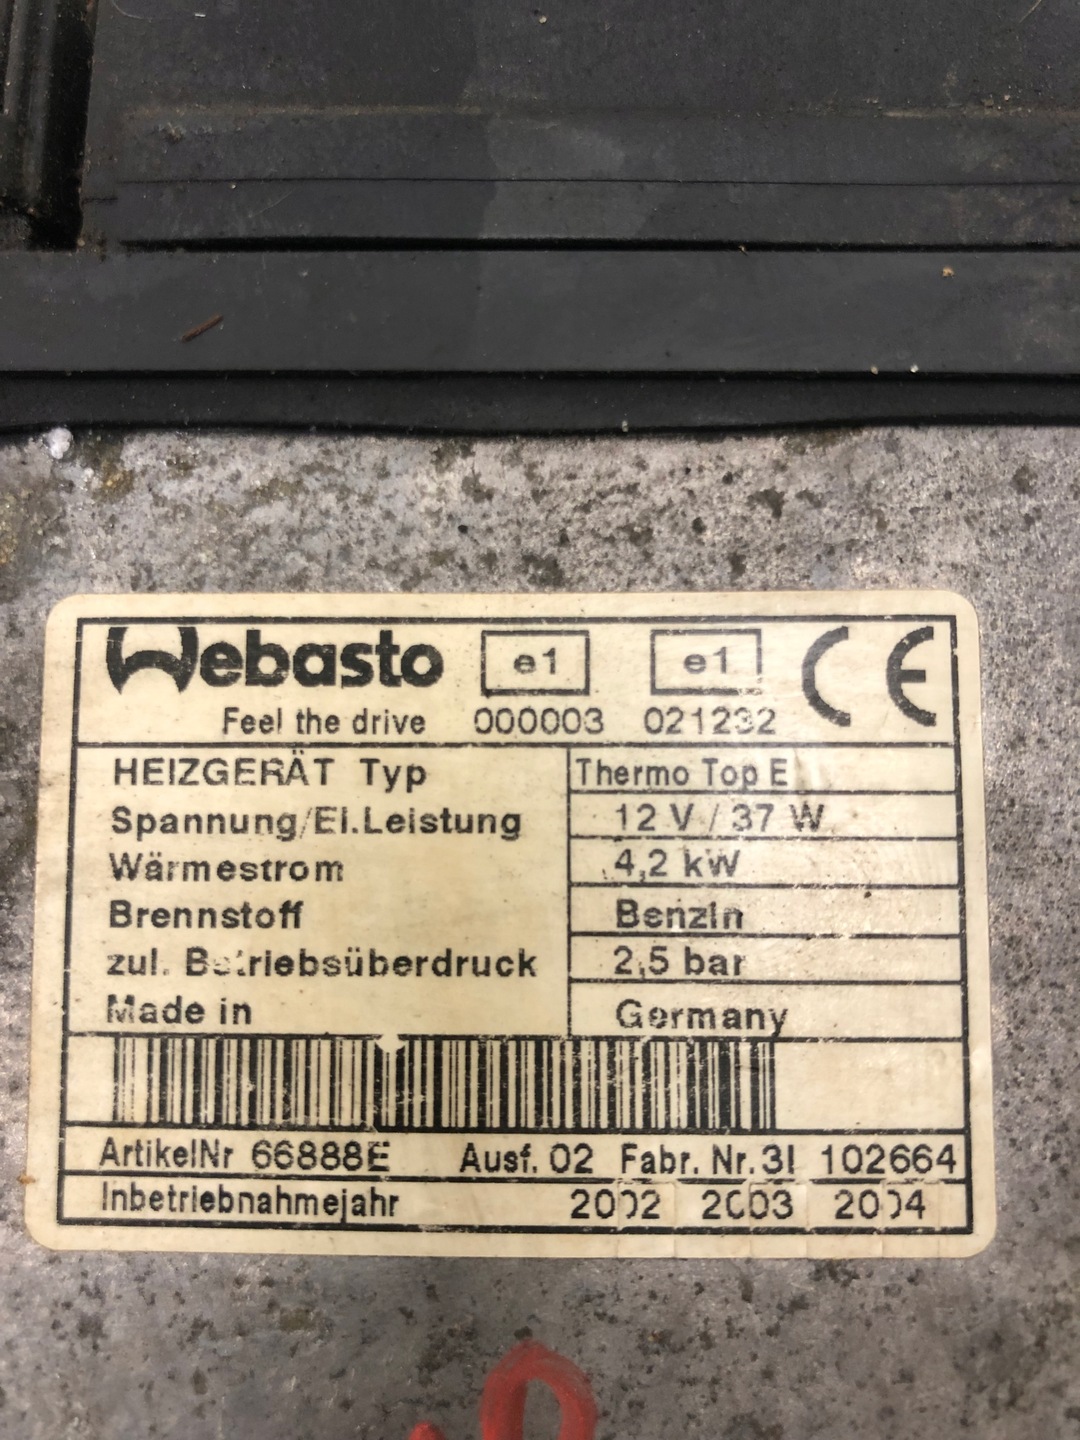 Webasto e1 e1 CE
Feel the drive 000003 021232
HEIZGERÄT Typ Thermo Top E
Spannung/El.Leistung 12 V / 37 W
Wärmestrom 4,2 kW
Brennstoff Benzin
zul. Betriebsüberdruck 2,5 bar
Made in Germany
ArtikelNr 66888E Ausf. 02 Fabr. Nr.3I 102664
Inbetriebnahmejahr 2002 2003 2004